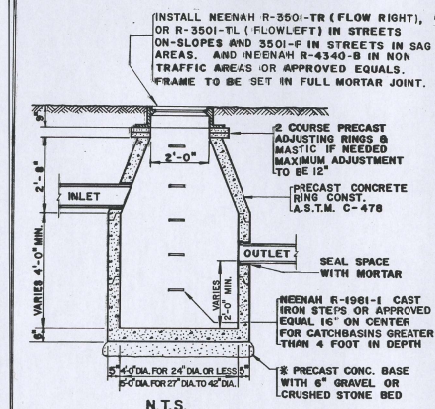 INSTALL NEENAH R-3501-TR (FLOW RIGHT),
OR R-3501-TL (FLOWLEFT) IN STREETS
ON-SLOPES AND 3501-P IN STREETS IN SAG
AREAS. AND NEENAH R-4340-B IN NON
TRAFFIC AREAS OR APPROVED EQUALS.
FRAME TO BE SET IN FULL MORTAR JOINT.
9"
2 COURSE PRECAST
ADJUSTING RINGS &
MASTIC IF NEEDED
MAXIMUM ADJUSTMENT
TO BE 12"
2'-0"
2'-8"
INLET
PRECAST CONCRETE
RING CONST.
A.S.T.M. C-478
VARIES 4'-0" MIN.
OUTLET
SEAL SPACE
WITH MORTAR
VARIES
2'-0" MIN.
NEENAH R-1981-I CAST
IRON STEPS OR APPROVED
EQUAL 16" ON CENTER
FOR CATCHBASINS GREATER
THAN 4 FOOT IN DEPTH
6"
5" 4'-0" DIA. FOR 24" DIA. OR LESS 5"
5'-0" DIA. FOR 27" DIA. TO 42" DIA.
* PRECAST CONC. BASE
WITH 6" GRAVEL OR
CRUSHED STONE BED
N.T.S.